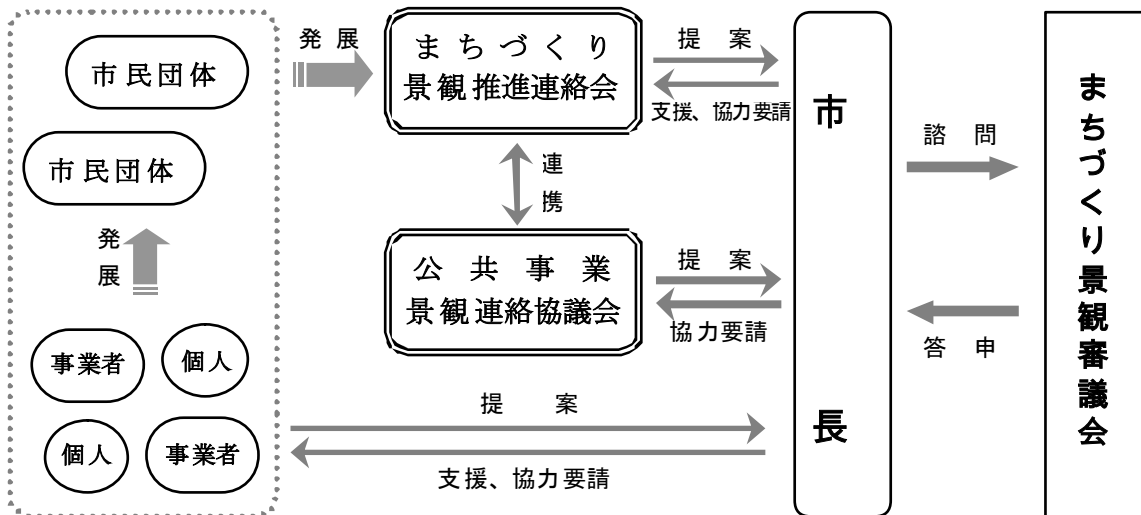 市民団体
市民団体
発
展
事業者
個人
個人
事業者
発展
まちづくり
景観推進連絡会
連
携
公共事業
景観連絡協議会
提案
支援、協力要請
提案
協力要請
提案
支援、協力要請
市
長
諮問
答申
まちづくり景観審議会